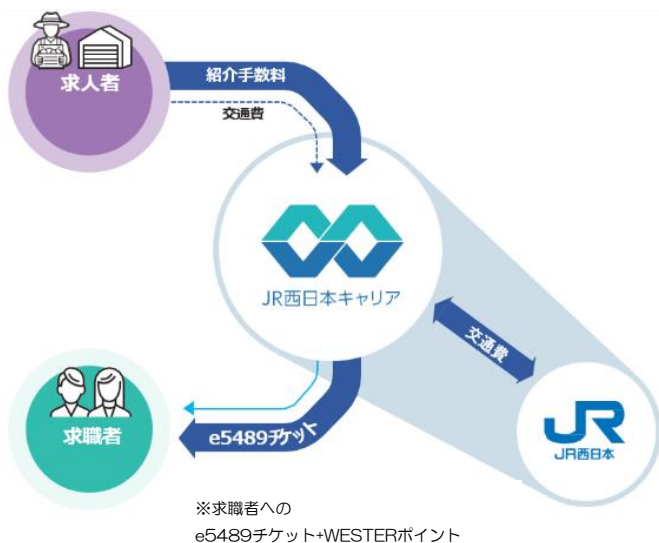 求人者
紹介手数料
交通費
JR西日本キャリア
交通費
求職者
e5489チケット
JR
JR西日本
※求職者への
e5489チケット+WESTERポイント